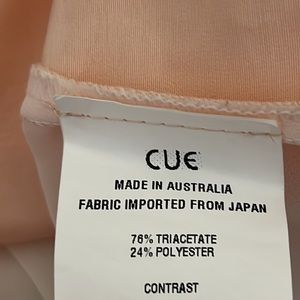 CUE
MADE IN AUSTRALIA
FABRIC IMPORTED FROM JAPAN
76% TRIACETATE
24% POLYESTER
CONTRAST